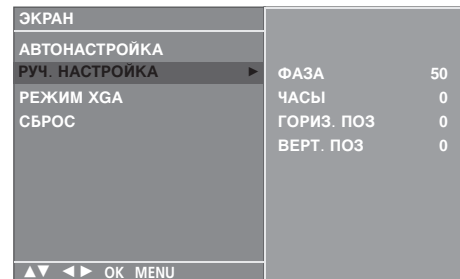 ЭКРАН
АВТОНАСТРОЙКА
РУЧ. НАСТРОЙКА ►
РЕЖИМ XGA
СБРОС
ФАЗА 50
ЧАСЫ 0
ГОРИЗ. ПОЗ 0
ВЕРТ. ПОЗ 0
▲▼ ◄► OK MENU